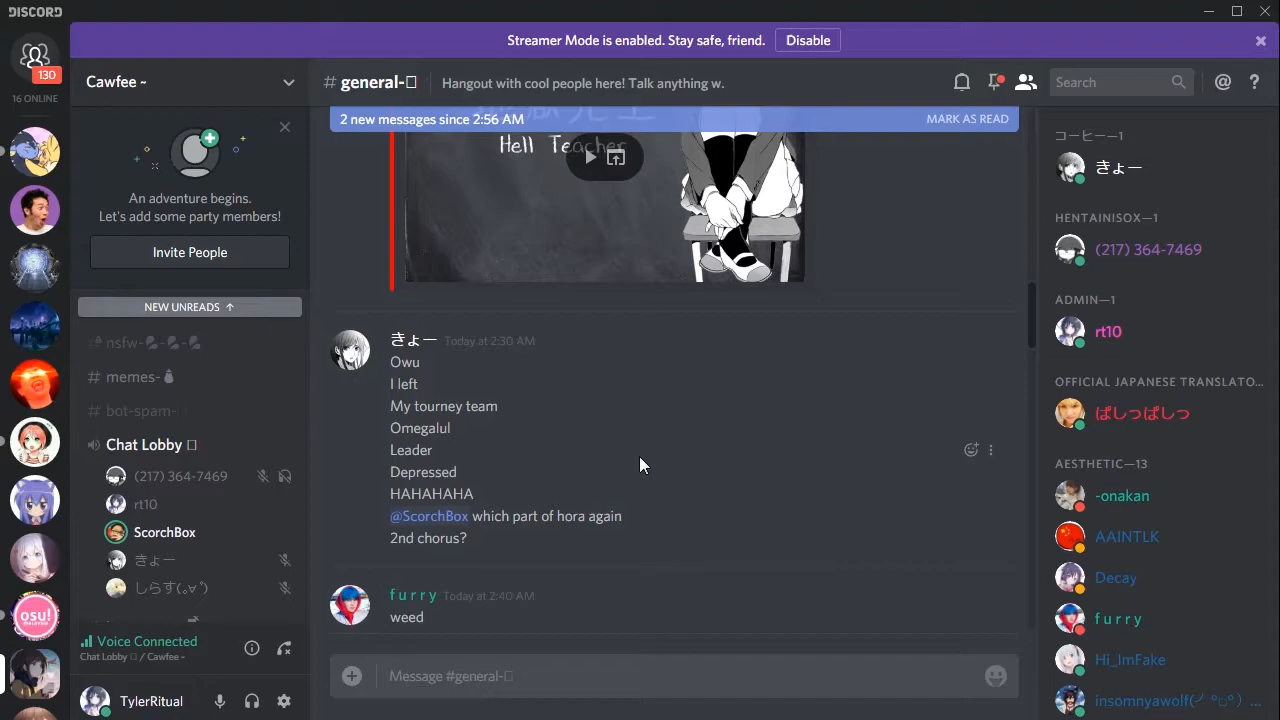 DISCORD
Streamer Mode is enabled. Stay safe, friend.
Disable
130
16 ONLINE
Cawfee ~
# general-
Hangout with cool people here! Talk anything w.
Search
2 new messages since 2:56 AM
MARK AS READ
Hell Teacher
An adventure begins.
Let's add some party members!
Invite People
NEW UNREADS ↑
nsfw-
# memes-
# bot-spam-
Chat Lobby
(217) 364-7469
rt10
ScorchBox
きょー
しらす(｡∀ﾟ)
Voice Connected
Chat Lobby / Cawfee ~
TylerRitual
osu!
きょー Today at 2:30 AM
Owu
I left
My tourney team
Omegalul
Leader
Depressed
HAHAHAHA
@ScorchBox which part of hora again
2nd chorus?
f u r r y Today at 2:40 AM
weed
Message #general-
コーヒー—1
きょー
HENTAINISOX—1
(217) 364-7469
ADMIN—1
rt10
OFFICIAL JAPANESE TRANSLATO...
ぱしっぱしっ
AESTHETIC—13
-onakan
AAINTLK
Decay
f u r r y
Hi_ImFake
insomnyawolf(╯°□°) ...